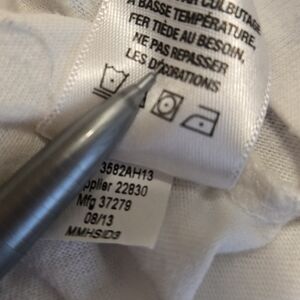 CULBUTAGE
À BASSE TEMPÉRATURE.
FER TIÈDE AU BESOIN,
NE PAS REPASSER
LES DÉCORATIONS
3582AH13
pplier 22830
Mfg 37279
08/13
MMHSID3